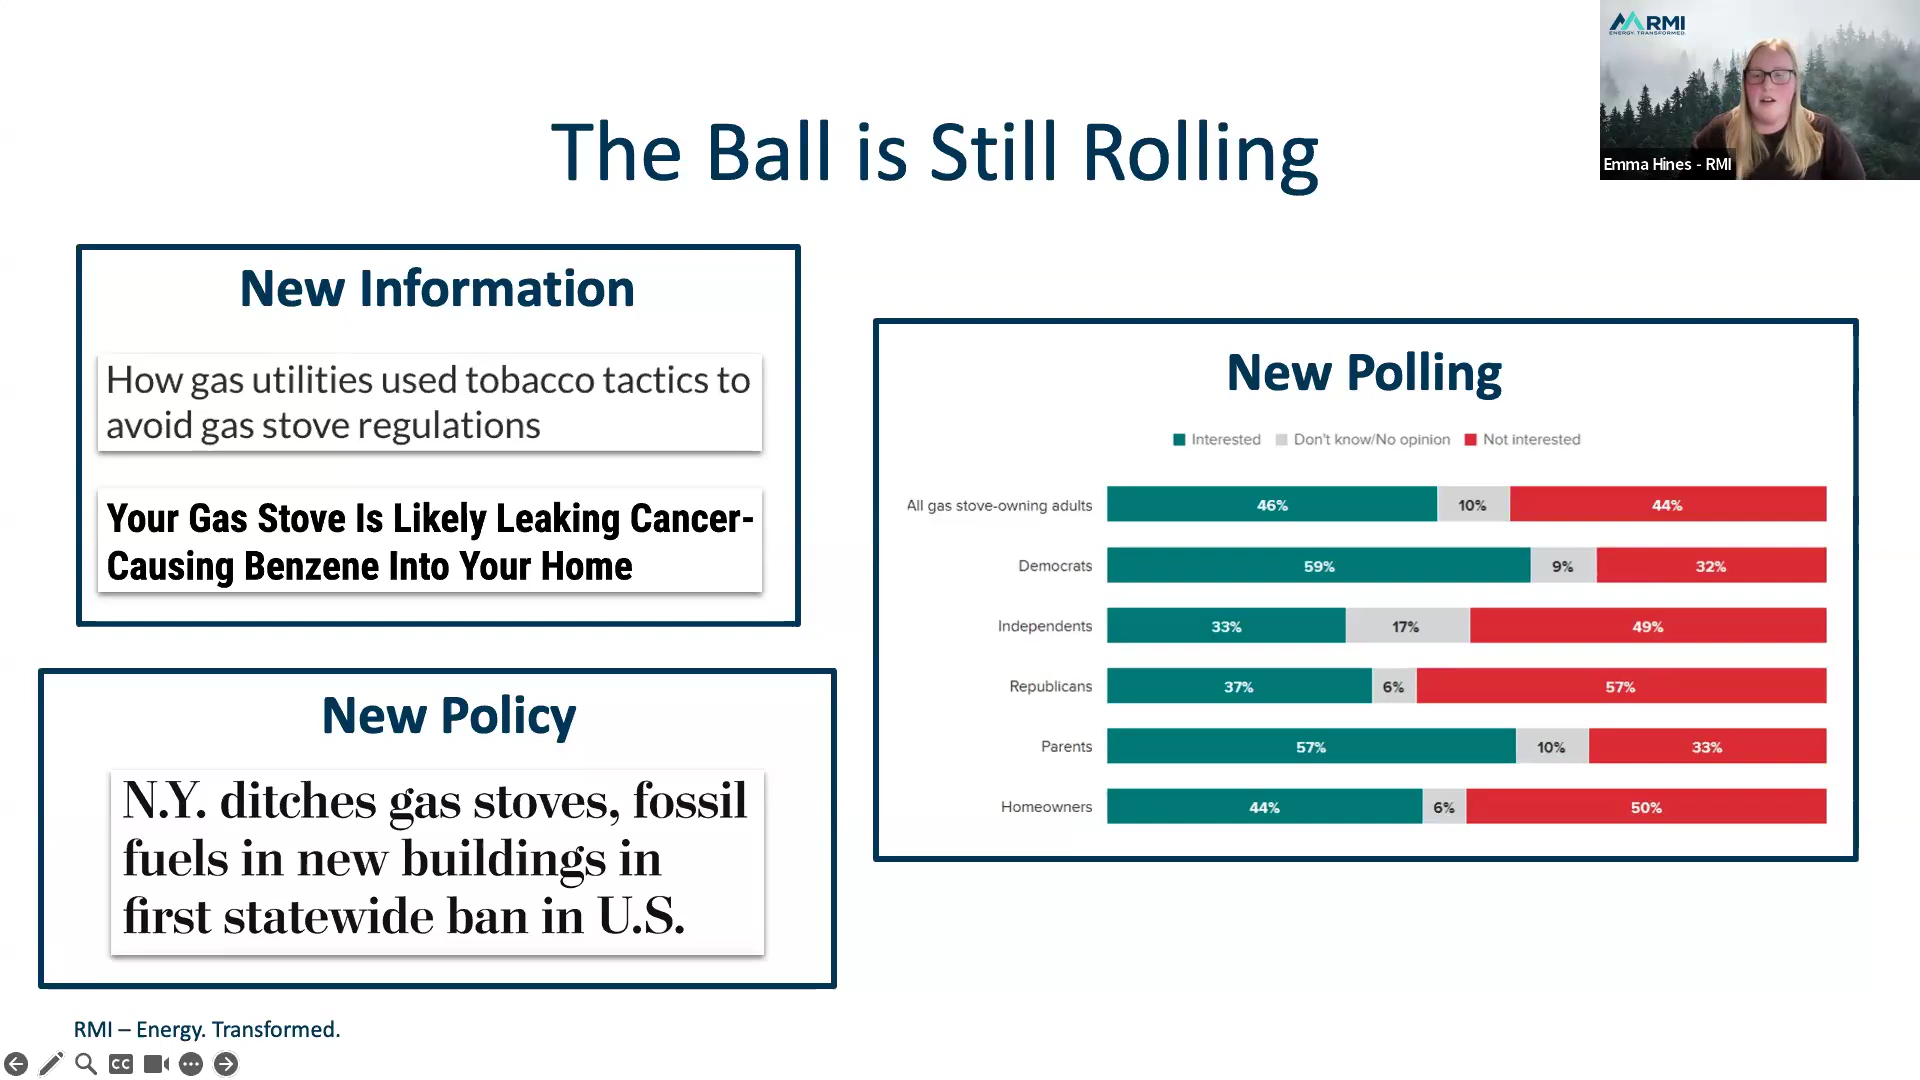 The Ball is Still Rolling
RMI
ENERGY. TRANSFORMED.
Emma Hines - RMI
New Information
How gas utilities used tobacco tactics to
avoid gas stove regulations
Your Gas Stove Is Likely Leaking Cancer-
Causing Benzene Into Your Home
New Policy
N.Y. ditches gas stoves, fossil
fuels in new buildings in
first statewide ban in U.S.
New Polling
Interested Don't know/No opinion Not interested
All gas stove-owning adults 46% 10% 44%
Democrats 59% 9% 32%
Independents 33% 17% 49%
Republicans 37% 6% 57%
Parents 57% 10% 33%
Homeowners 44% 6% 50%
RMI – Energy. Transformed.
CC